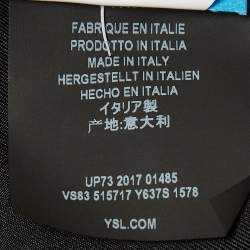 FABRIQUE EN ITALIE
PRODOTTO IN ITALIA
MADE IN ITALY
HERGESTELLT IN ITALIEN
HECHO EN ITALIA
イタリア製
产地:意大利
UP73 2017 01485
VS83 515717 Y637S 1578
YSL.COM